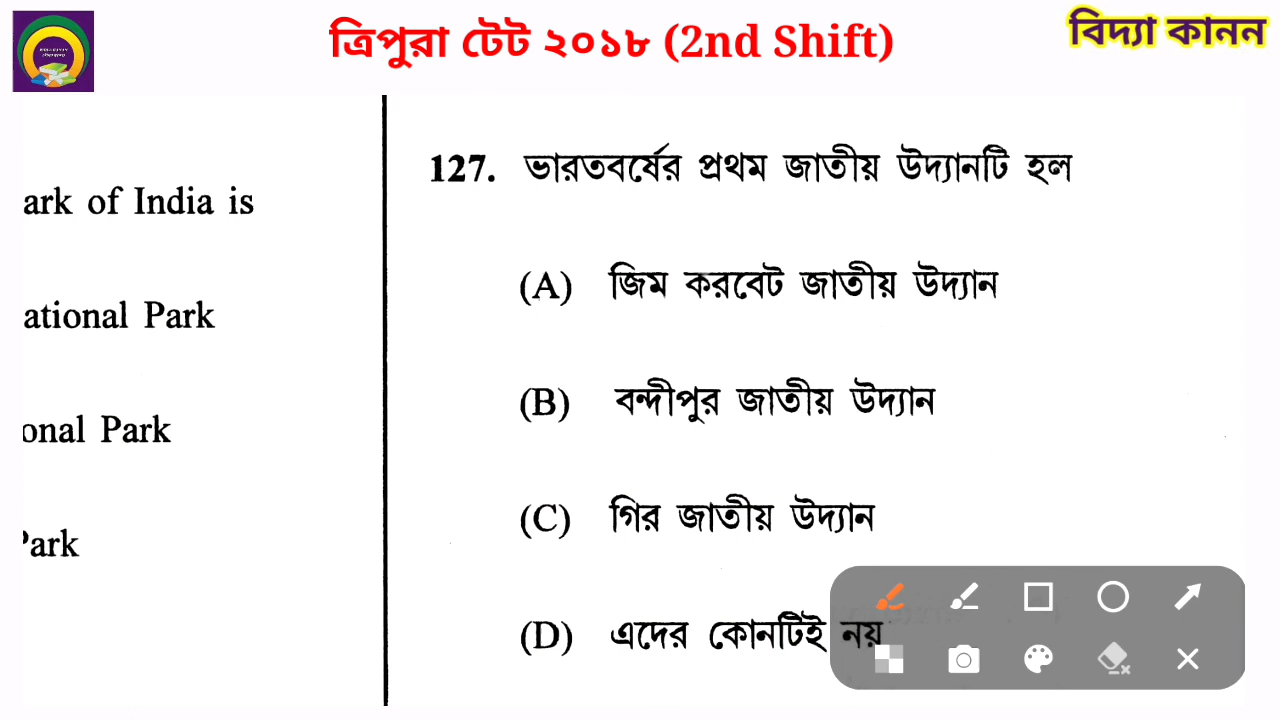 ত্রিপুরা টেট ২০১৮ (2nd Shift)
বিদ্যা কানন
ark of India is
ational Park
onal Park
Park
127. ভারতবর্ষের প্রথম জাতীয় উদ্যানটি হল
(A) জিম করবেট জাতীয় উদ্যান
(B) বন্দীপুর জাতীয় উদ্যান
(C) গির জাতীয় উদ্যান
(D) এদের কোনটিই নয়